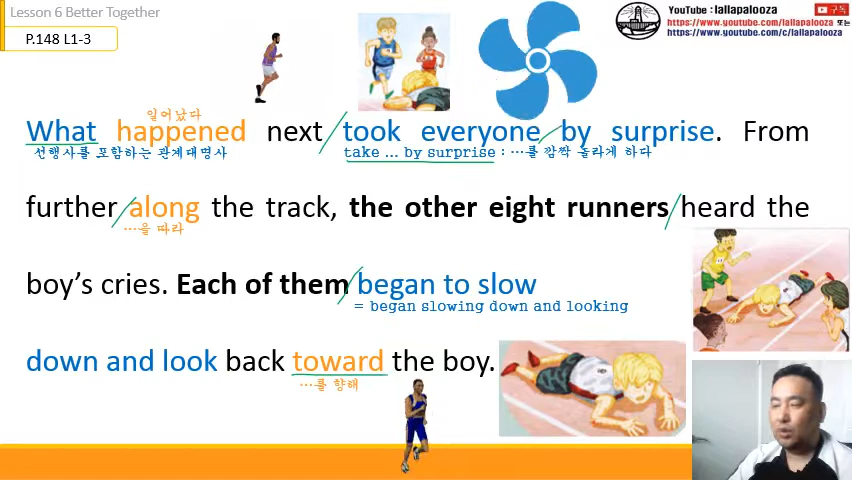 Lesson 6 Better Together
P.148 L1-3
YouTube : lallapalooza
구독
https://www.youtube.com/lallapalooza 또는
https://www.youtube.com/c/lallapalooza
일어났다
What happened next took everyone by surprise. From
선행사를 포함하는 관계대명사
take ... by surprise : …를 깜짝 놀라게 하다
further along the track, the other eight runners heard the
…을 따라
boy’s cries. Each of them began to slow
= began slowing down and looking
down and look back toward the boy.
…를 향해